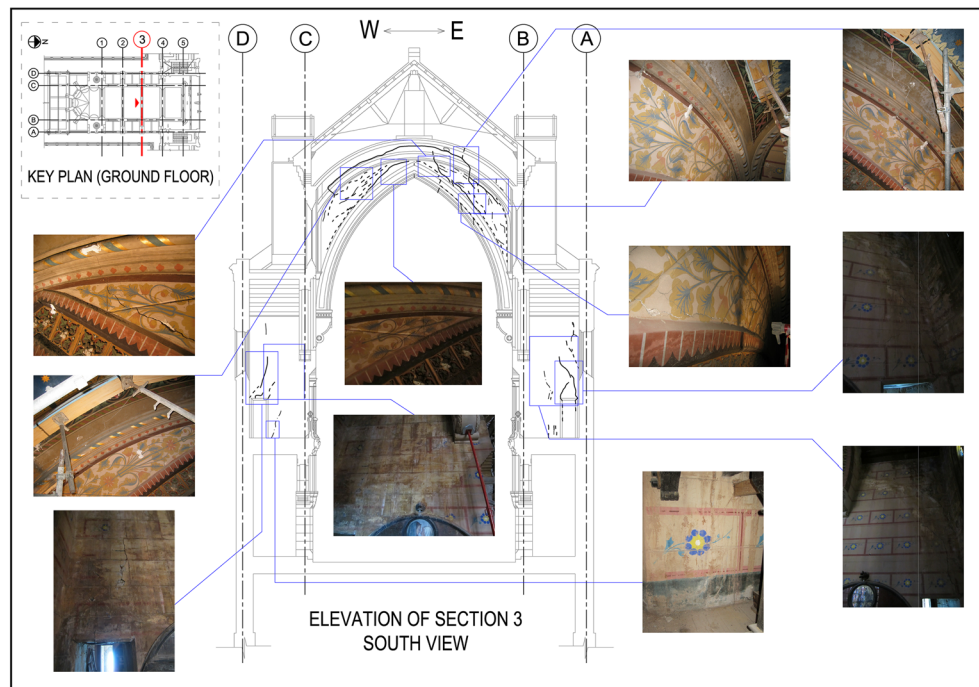 N
1
2
3
4
5
D
C
B
A
KEY PLAN (GROUND FLOOR)
W E
D
C
B
A
ELEVATION OF SECTION 3
SOUTH VIEW